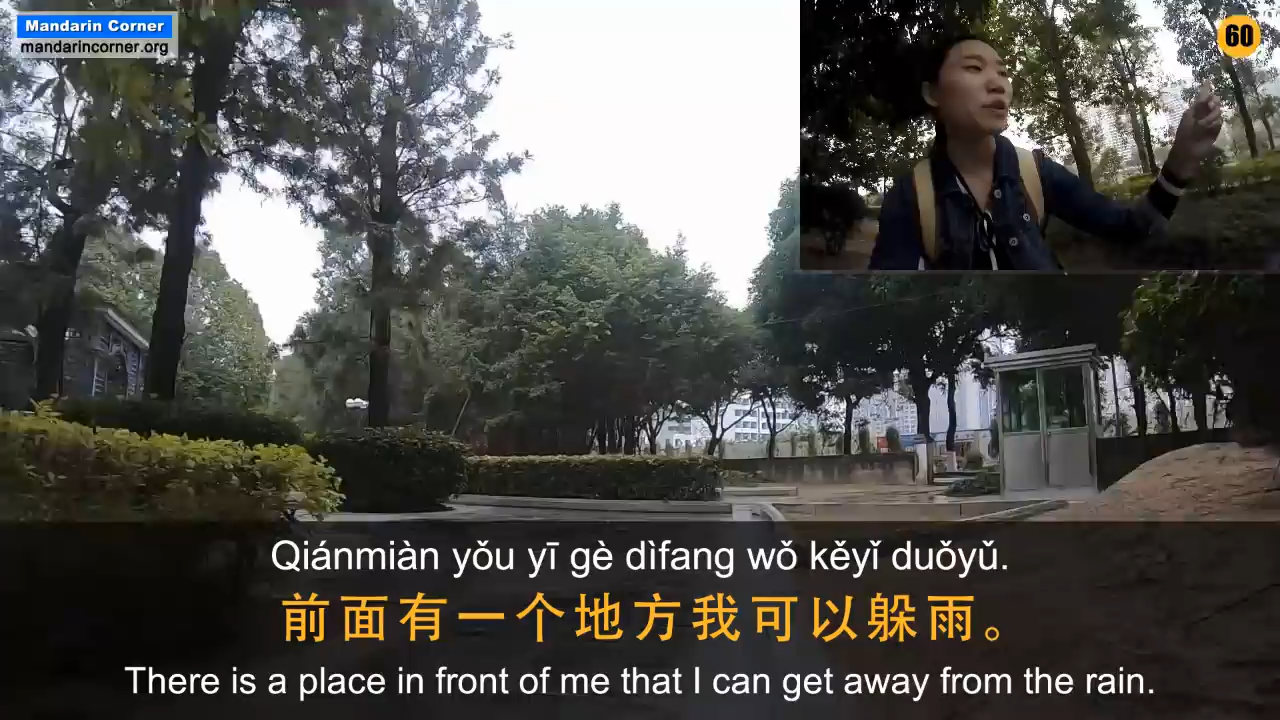 Mandarin Corner
mandarincorner.org
60
Qiánmiàn yǒu yī gè dìfang wǒ kěyǐ duǒyǔ.
前面有一个地方我可以躲雨。
There is a place in front of me that I can get away from the rain.